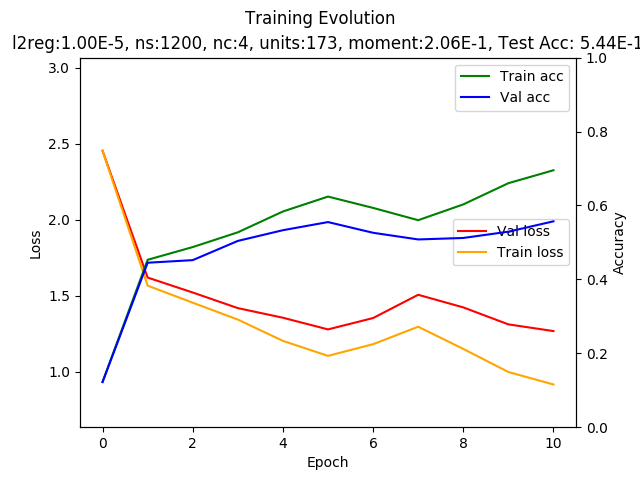 Training Evolution
l2reg:1.00E-5, ns:1200, nc:4, units:173, moment:2.06E-1, Test Acc: 5.44E-1
Train acc
Val acc
Val loss
Train loss
Loss
3.0
2.5
2.0
1.5
1.0
Accuracy
1.0
0.8
0.6
0.4
0.2
0.0
0 2 4 6 8 10
Epoch